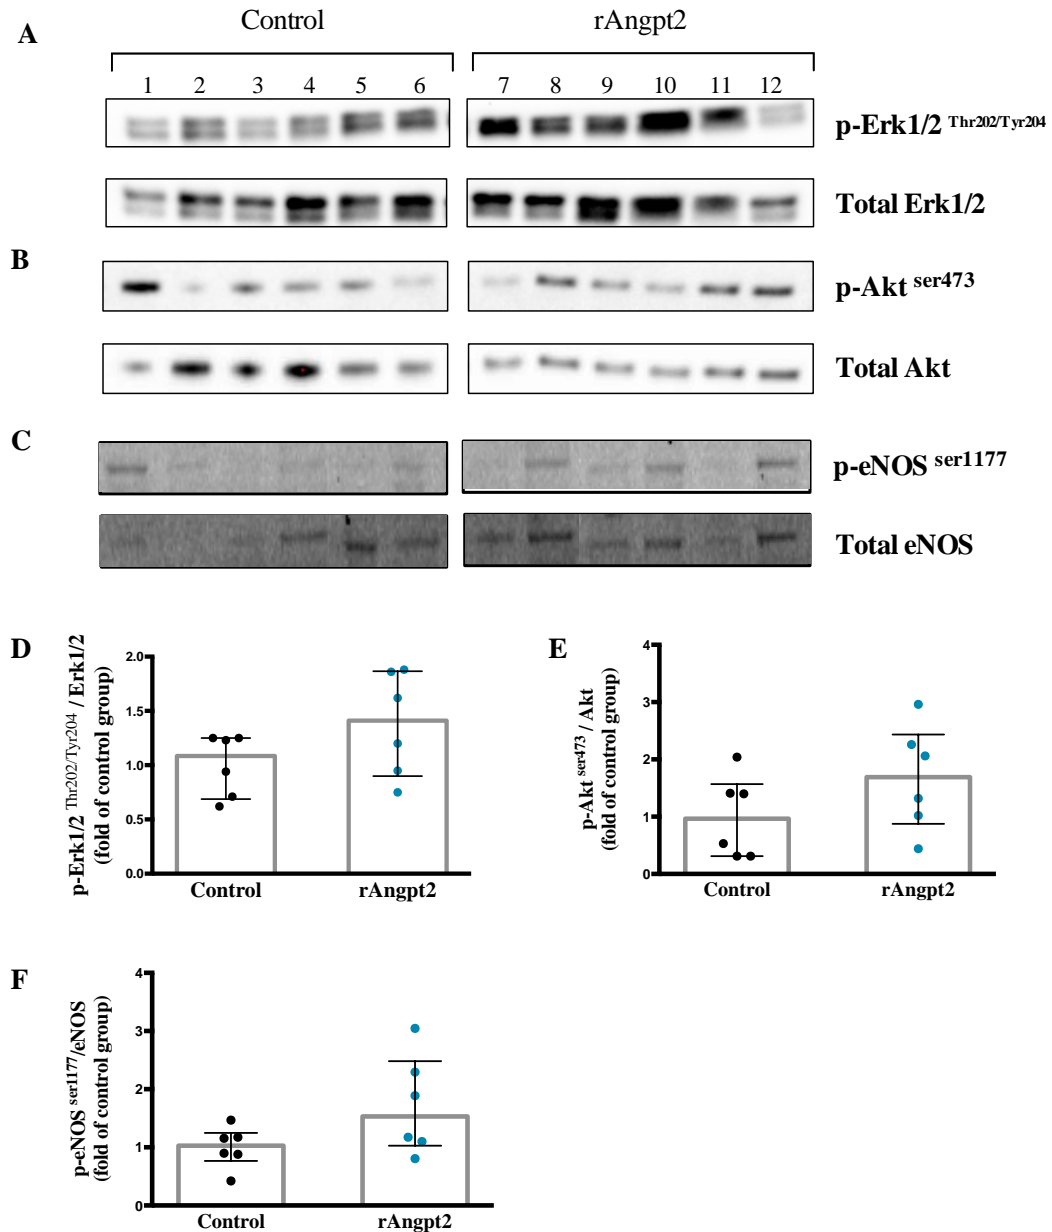 A
Control
rAngpt2
1 2 3 4 5 6 7 8 9 10 11 12
p-Erk1/2 Thr202/Tyr204
Total Erk1/2
B
p-Akt ser473
Total Akt
C
p-eNOS ser1177
Total eNOS
D
p-Erk1/2 Thr202/Tyr204 / Erk1/2
(fold of control group)
2.0
1.5
1.0
0.5
0.0
Control
rAngpt2
E
p-Akt ser473 / Akt
(fold of control group)
4
3
2
1
0
Control
rAngpt2
F
p-eNOS ser1177/eNOS
(fold of control group)
4
3
2
1
0
Control
rAngpt2